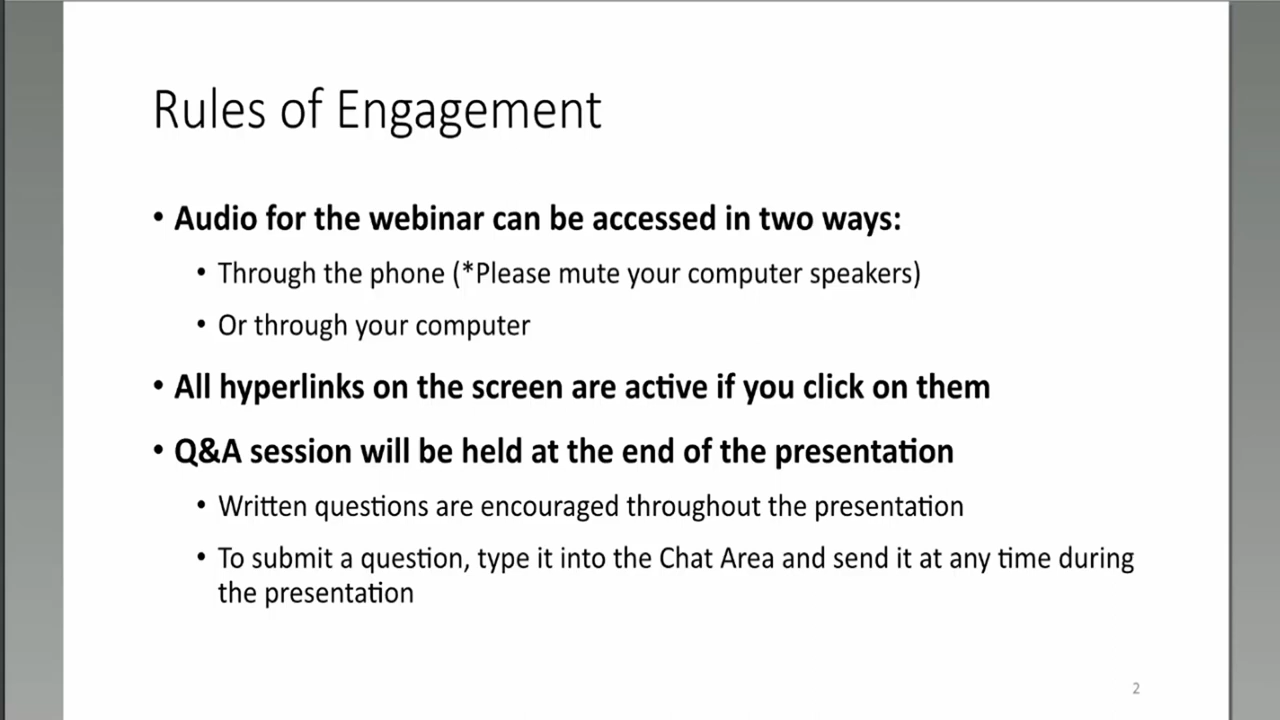 Rules of Engagement
• Audio for the webinar can be accessed in two ways:
• Through the phone (*Please mute your computer speakers)
• Or through your computer
• All hyperlinks on the screen are active if you click on them
• Q&A session will be held at the end of the presentation
• Written questions are encouraged throughout the presentation
• To submit a question, type it into the Chat Area and send it at any time during
the presentation
2